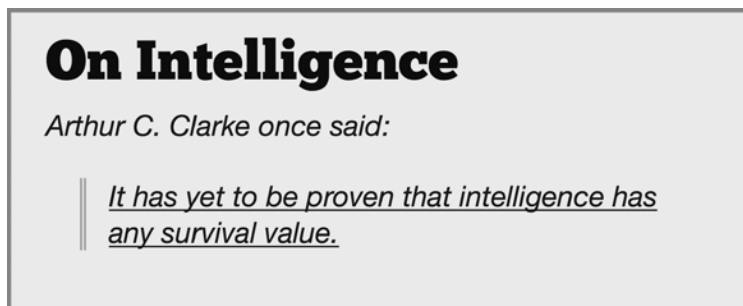 On Intelligence
Arthur C. Clarke once said:
It has yet to be proven that intelligence has
any survival value.